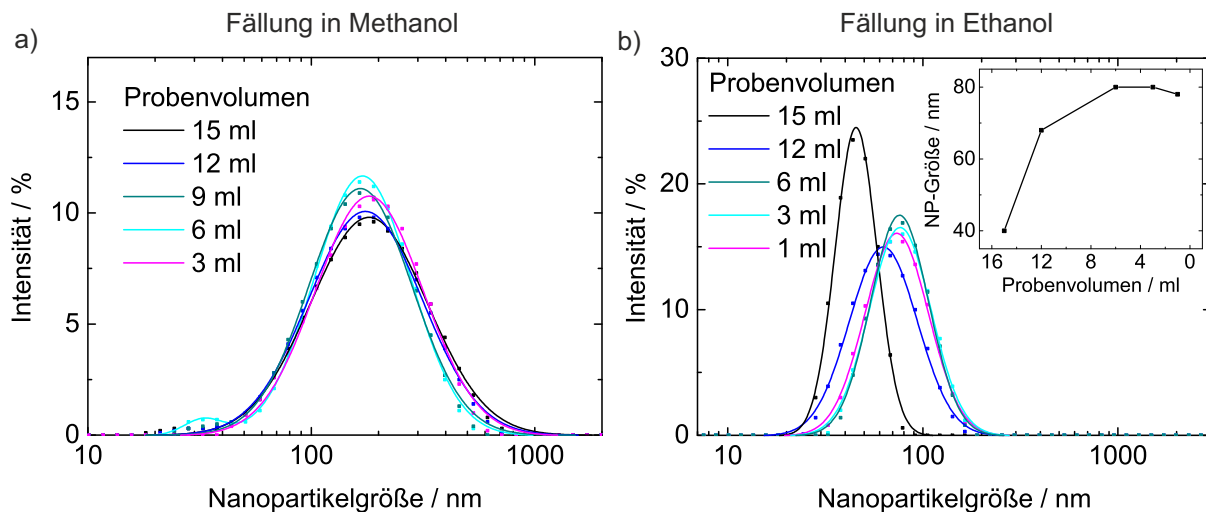 Fällung in Methanol
a)
15
10
5
0
10
100
1000
Intensität / %
Nanopartikelgröße / nm
Probenvolumen
15 ml
12 ml
9 ml
6 ml
3 ml
Fällung in Ethanol
b)
30
20
10
0
10
100
1000
Intensität / %
Nanopartikelgröße / nm
Probenvolumen
15 ml
12 ml
6 ml
3 ml
1 ml
80
60
40
16
12
8
4
0
NP-Größe / nm
Probenvolumen / ml